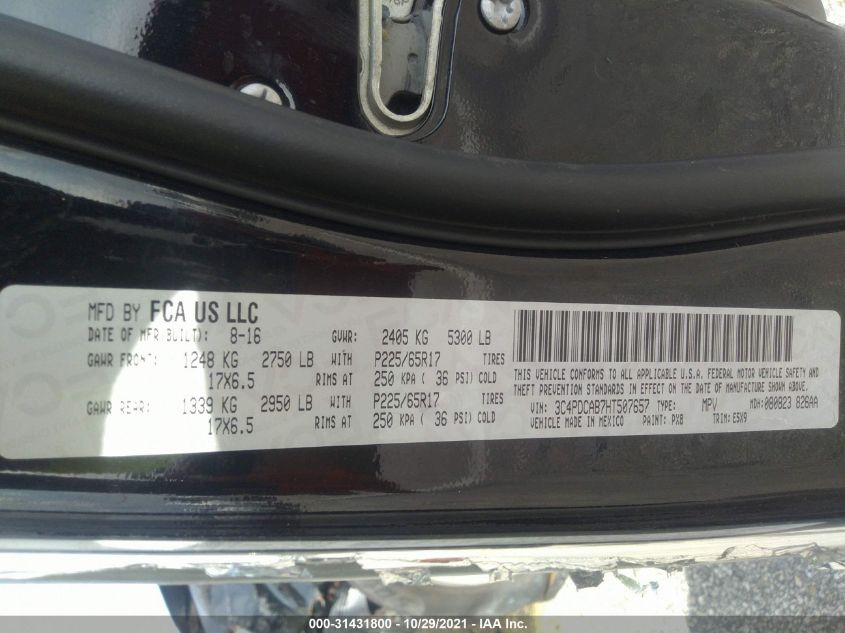 MFD BY FCA US LLC
DATE OF MFR BUILT): 8-16 GVWR: 2405 KG 5300 LB
GAWR FRONT: 1248 KG 2750 LB WITH P225/65R17 TIRES
17X6.5 RIMS AT 250 KPA ( 36 PSI) COLD
GAWR REAR: 1339 KG 2950 LB WITH P225/65R17 TIRES
17X6.5 RIMS AT 250 KPA ( 36 PSI) COLD
THIS VEHICLE CONFORMS TO ALL APPLICABLE U.S.A. FEDERAL MOTOR VEHICLE SAFETY AND
THEFT PREVENTION STANDARDS IN EFFECT ON THE DATE OF MANUFACTURE SHOWN ABOVE.
VIN: 3C4PDCAB7HT507657 TYPE: MPV MDH: 080823 826AA
VEHICLE MADE IN MEXICO PAINT: PX8 TRIM: E5X9
000-31431800 - 10/29/2021 - IAA Inc.